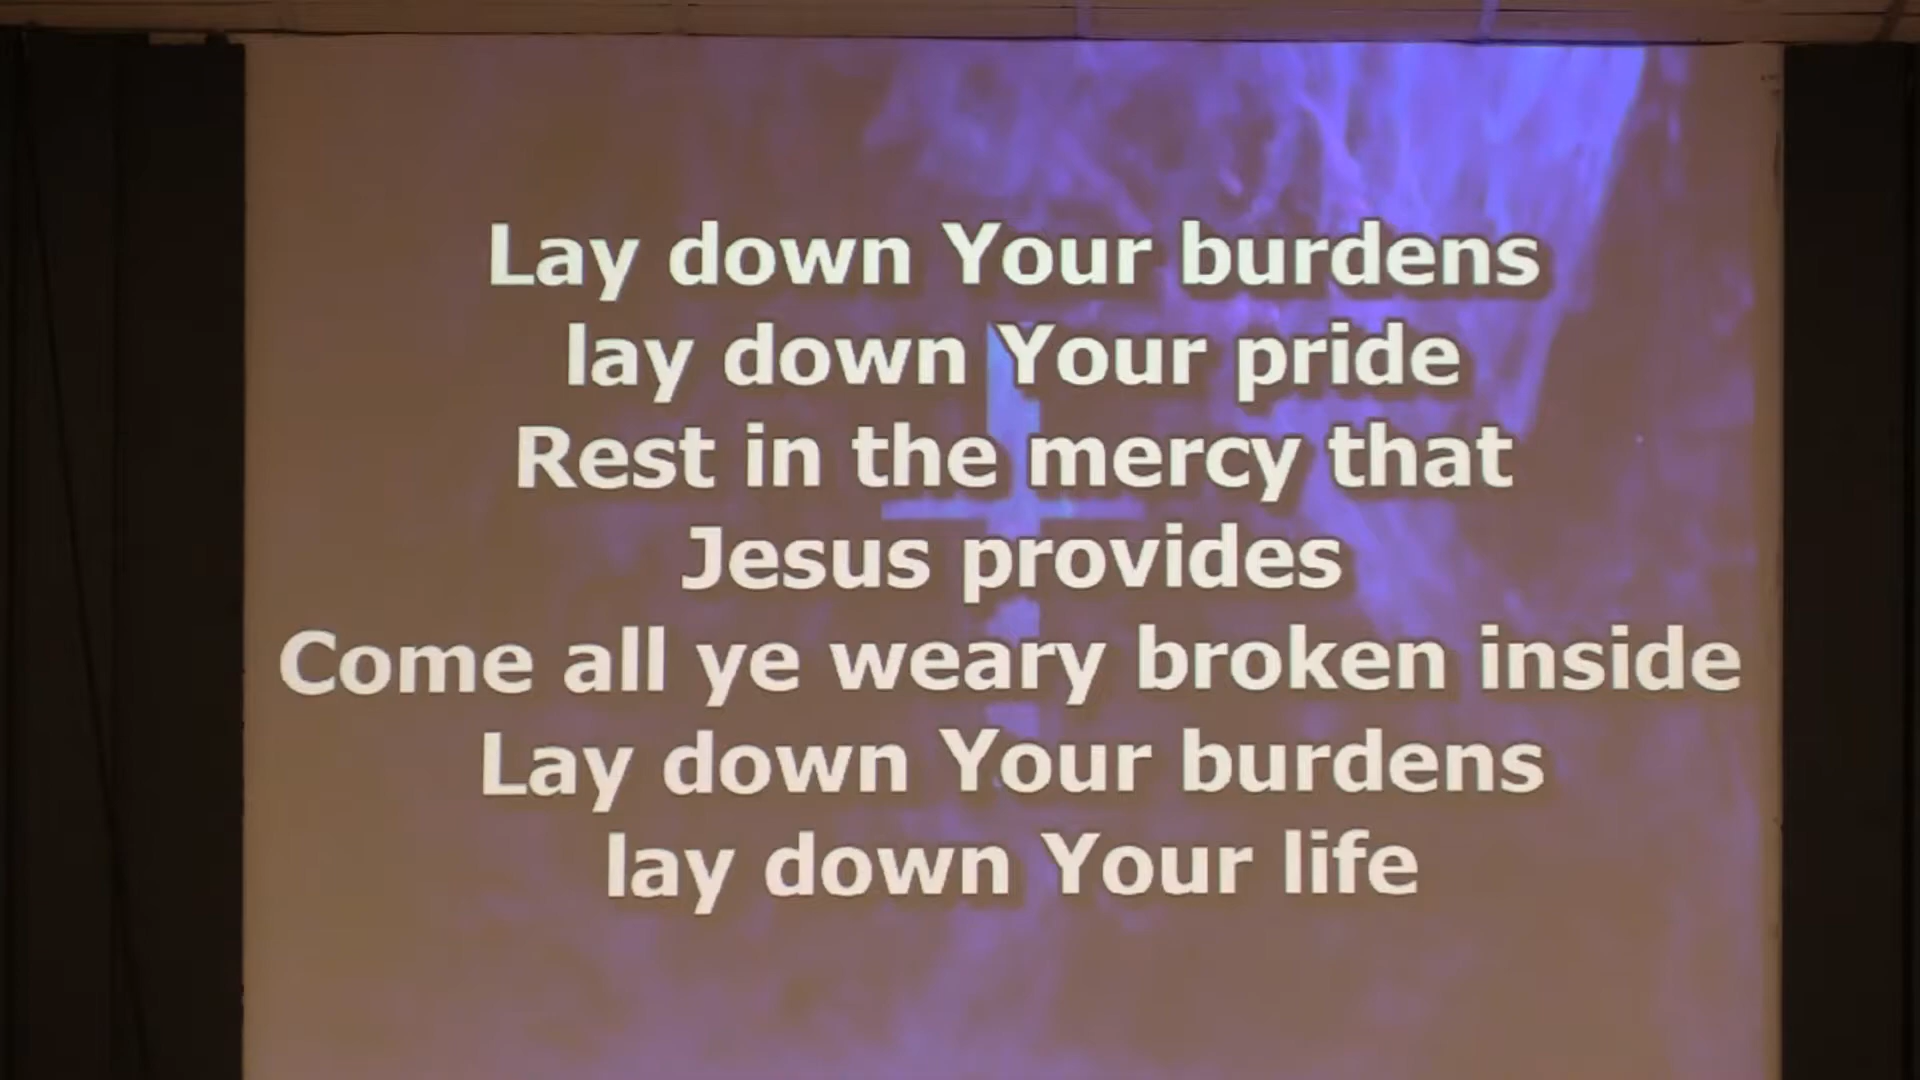 Lay down Your burdens
lay down Your pride
Rest in the mercy that
Jesus provides
Come all ye weary broken inside
Lay down Your burdens
lay down Your life